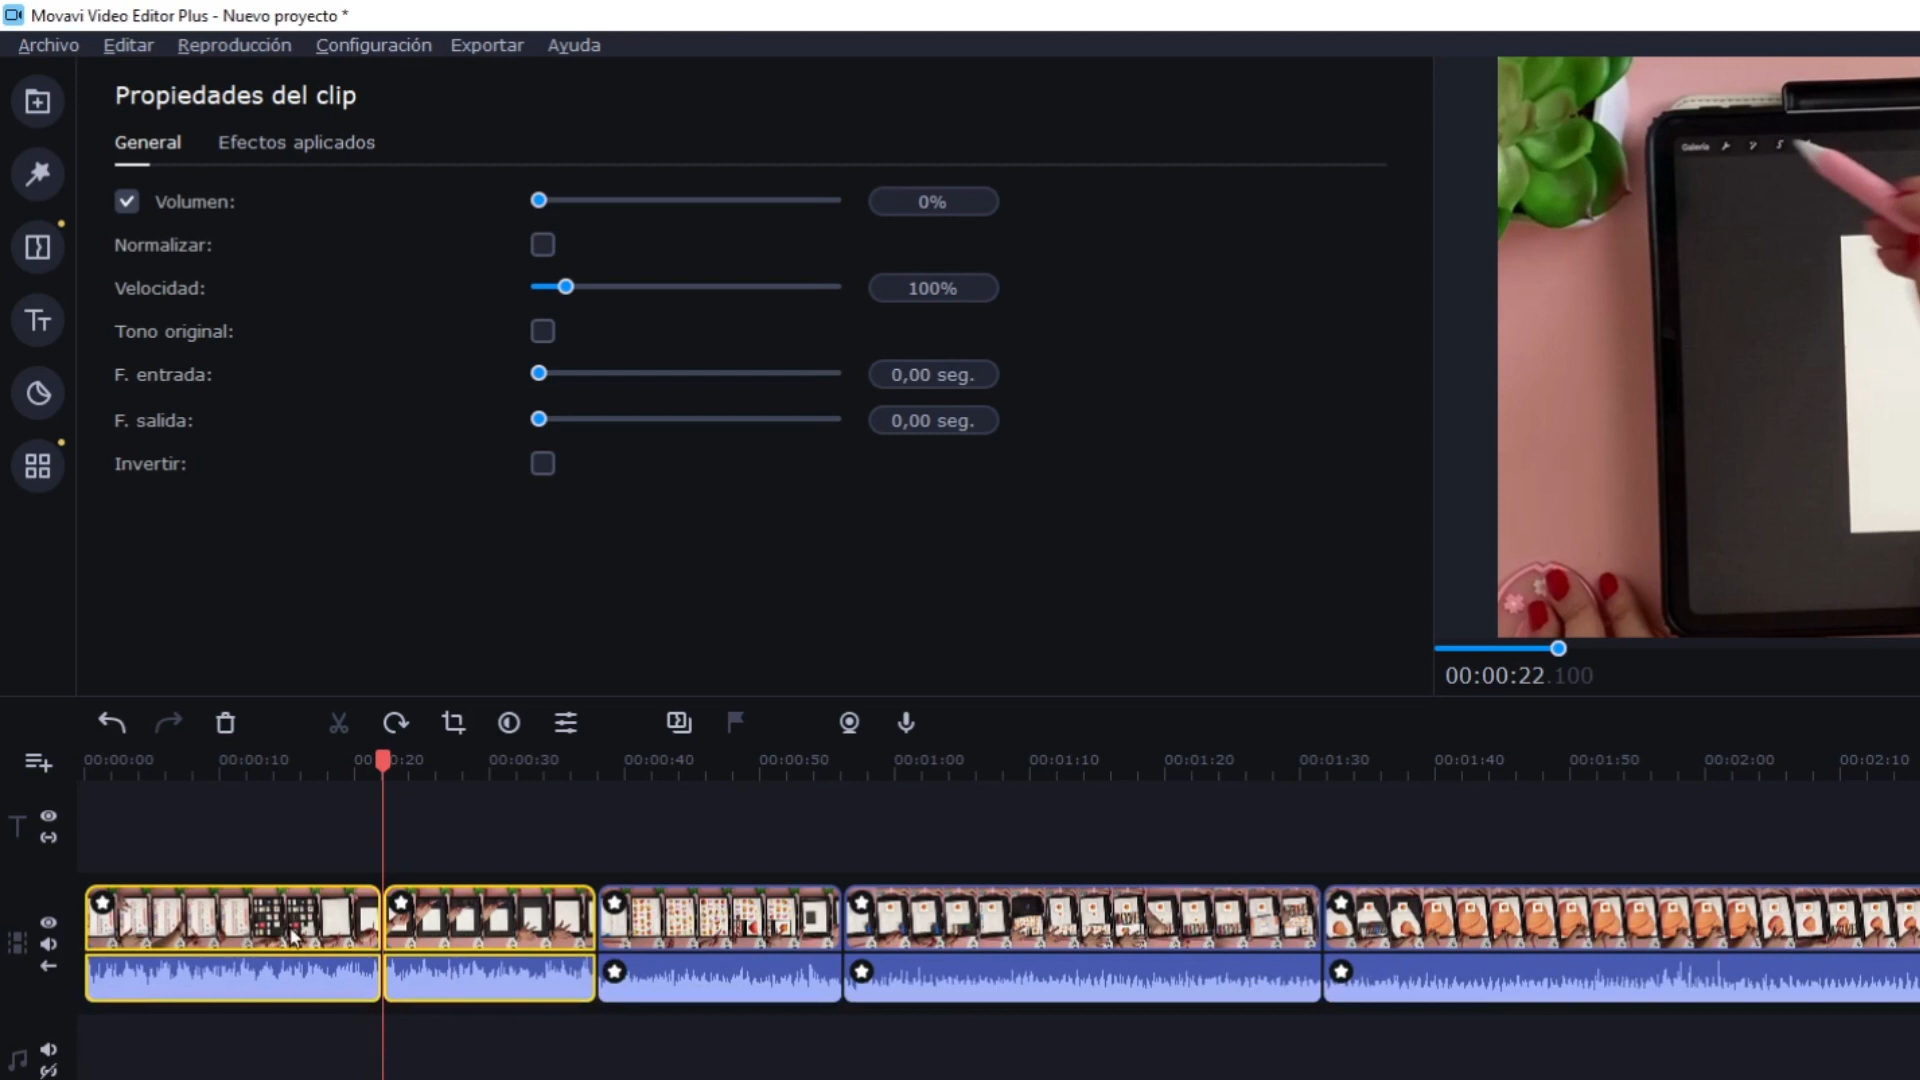 Movavi Video Editor Plus - Nuevo proyecto *
Archivo Editar Reproducción Configuración Exportar Ayuda
Propiedades del clip
General Efectos aplicados
Volumen: 0%
Normalizar:
Velocidad: 100%
Tono original:
F. entrada: 0,00 seg.
F. salida: 0,00 seg.
Invertir:
Galería
00:00:22.100
00:00:00 00:00:10 00:00:20 00:00:30 00:00:40 00:00:50 00:01:00 00:01:10 00:01:20 00:01:30 00:01:40 00:01:50 00:02:00 00:02:10